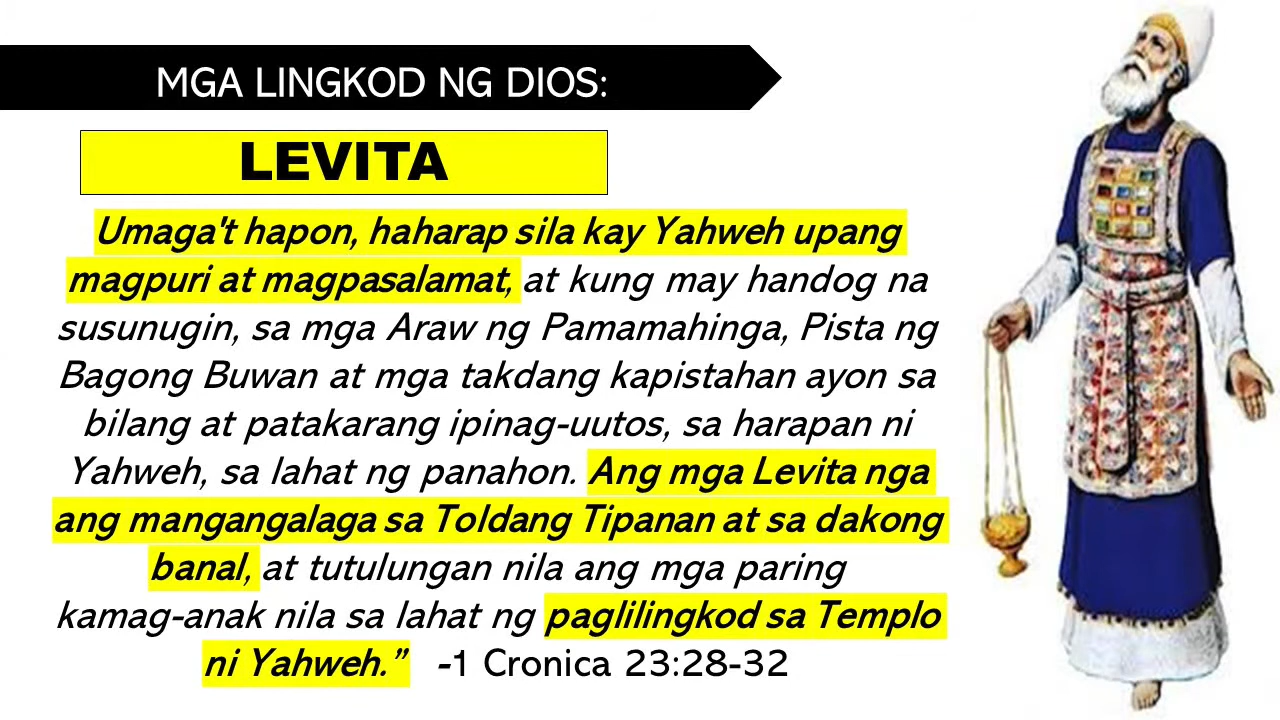 MGA LINGKOD NG DIOS:
LEVITA
Umaga't hapon, haharap sila kay Yahweh upang
magpuri at magpasalamat, at kung may handog na
susunugin, sa mga Araw ng Pamamahinga, Pista ng
Bagong Buwan at mga takdang kapistahan ayon sa
bilang at patakarang ipinag-uutos, sa harapan ni
Yahweh, sa lahat ng panahon. Ang mga Levita nga
ang mangangalaga sa Toldang Tipanan at sa dakong
banal, at tutulungan nila ang mga paring
kamag-anak nila sa lahat ng paglilingkod sa Templo
ni Yahweh.” -1 Cronica 23:28-32